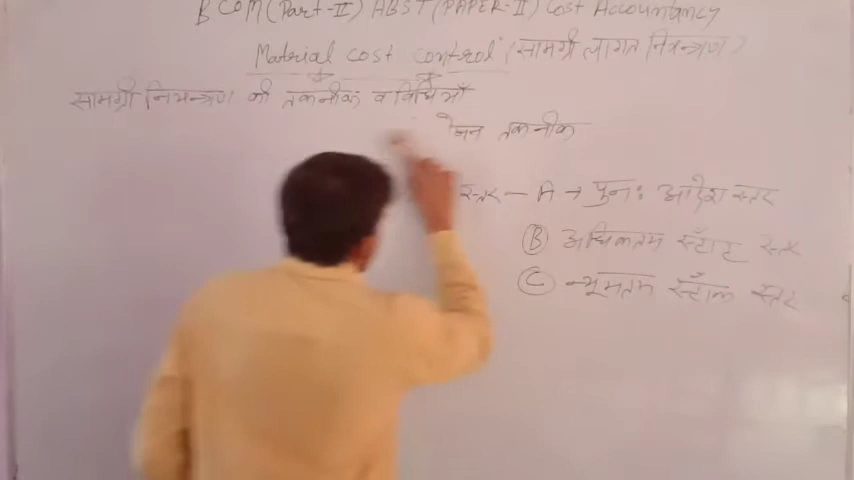 B COM (Part-II) ABST (PAPER-II) Cost Accountancy
Material cost control (सामग्री लागत नियन्त्रण)
सामग्री नियन्त्रण की तकनीक व विधियाँ
तकनीक
स्तर - A → पुनः आदेश स्तर
(B) अधिकतम स्टॉक स्तर
(C) न्यूनतम स्टॉक स्तर